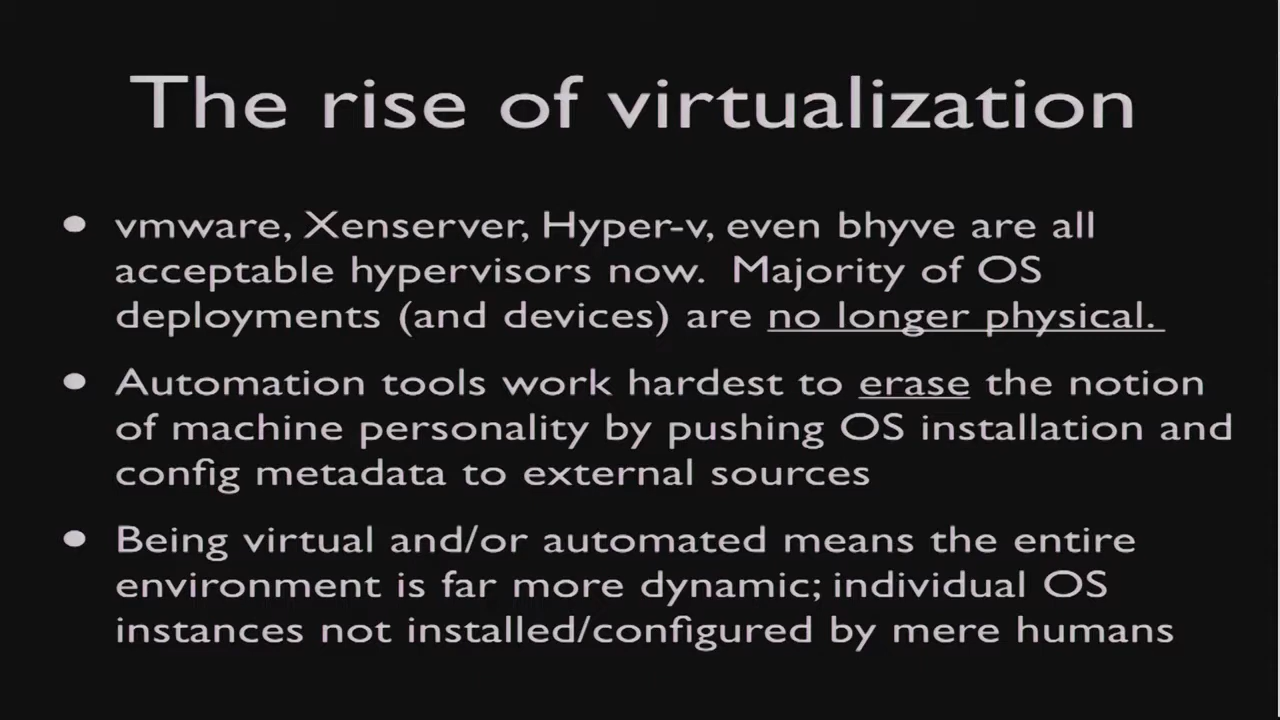 The rise of virtualization
• vmware, Xenserver, Hyper-v, even bhyve are all
acceptable hypervisors now.  Majority of OS
deployments (and devices) are no longer physical.
• Automation tools work hardest to erase the notion
of machine personality by pushing OS installation and
config metadata to external sources
• Being virtual and/or automated means the entire
environment is far more dynamic; individual OS
instances not installed/configured by mere humans